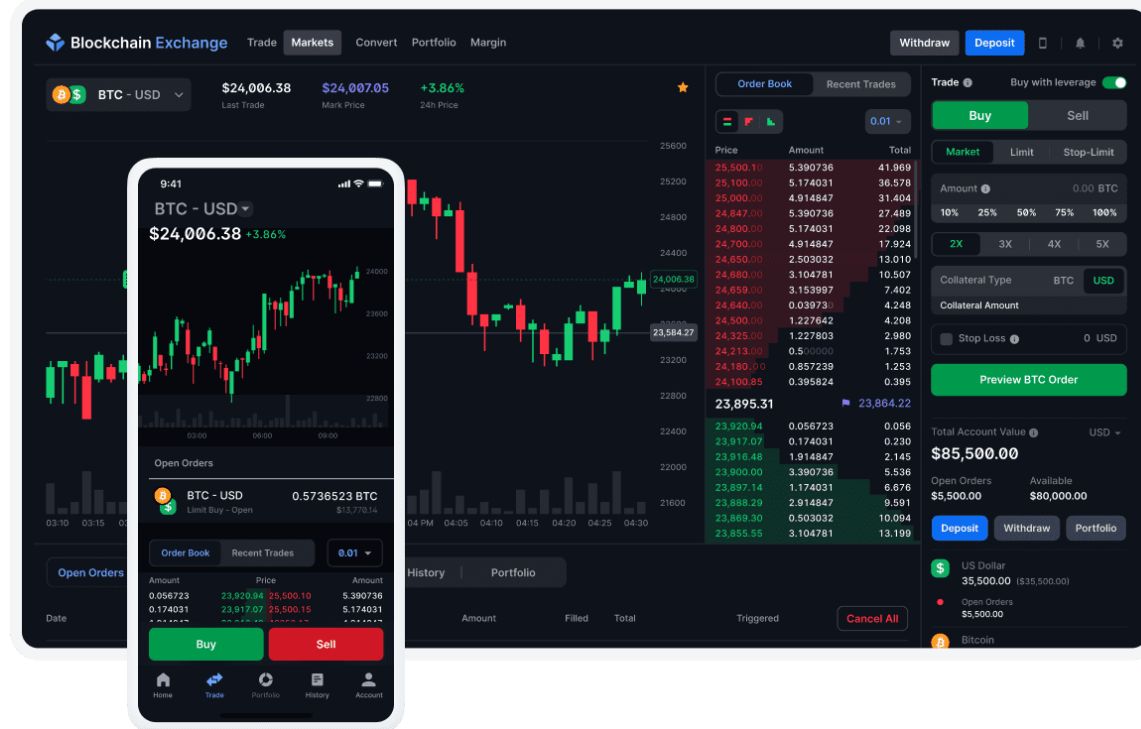 Blockchain Exchange Trade Markets Convert Portfolio Margin Withdraw Deposit
BTC - USD $24,006.38 $24,007.05 +3.86%
Last Trade Mark Price 24h Price
25600
25200
24800
24400
24,006.38
23,584.27
23200
22800
22400
22000
21600
03:10 03:15 04 PM 04:05 04:10 04:15 04:20 04:25 04:30
Order Book Recent Trades
0.01
Price Amount Total
25,500.10 5.390736 41.969
25,100.00 5.174031 36.578
25,000.00 4.914847 31.404
24,847.00 5.390736 27.489
24,800.00 5.174031 22.098
24,700.00 4.914847 17.924
24,650.00 2.503032 13.010
24,680.00 3.104781 10.507
24,659.00 3.153997 7.402
24,640.00 0.039730 4.248
24,500.00 1.227642 4.208
24,325.00 1.227803 2.980
24,213.00 0.500000 1.753
24,180.00 0.857239 1.253
24,100.85 0.395824 0.395
23,895.31 23,864.22
23,920.94 0.056723 0.056
23,917.07 0.174031 0.230
23,916.48 1.914847 2.145
23,900.00 3.390736 5.536
23,897.14 1.174031 6.676
23,888.29 2.914847 9.591
23,869.30 0.503032 10.094
23,855.55 3.104781 13.199
Trade Buy with leverage
Buy Sell
Market Limit Stop-Limit
Amount 0.00 BTC
10% 25% 50% 75% 100%
2X 3X 4X 5X
Collateral Type BTC USD
Collateral Amount
Stop Loss 0 USD
Preview BTC Order
Total Account Value USD
$85,500.00
Open Orders Available
$5,500.00 $80,000.00
Deposit Withdraw Portfolio
US Dollar
35,500.00 ($35,500.00)
Open Orders
$5,500.00
Bitcoin
Open Orders History Portfolio
Date Amount Filled Total Triggered Cancel All
9:41
BTC - USD
$24,006.38 +3.86%
24000
23600
23200
22800
03:00 06:00 09:00
Open Orders
BTC - USD 0.5736523 BTC
Limit Buy - Open $13,770.14
Order Book Recent Trades 0.01
Amount Price Amount
0.056723 23,920.94 25,500.10 5.390736
0.174031 23,917.07 25,500.15 5.174031
Buy Sell
Home Trade Portfolio History Account